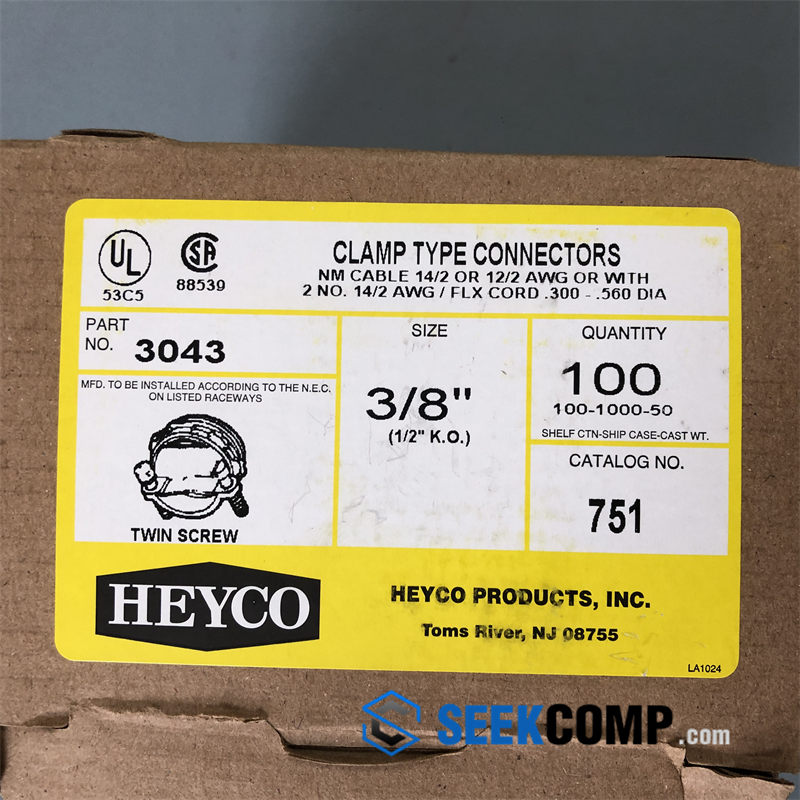 UL
53C5
SA
88539
CLAMP TYPE CONNECTORS
NM CABLE 14/2 OR 12/2 AWG OR WITH
2 NO. 14/2 AWG / FLX CORD .300 - .560 DIA
PART
NO. 3043
MFD. TO BE INSTALLED ACCORDING TO THE N.E.C.
ON LISTED RACEWAYS
TWIN SCREW
SIZE
3/8"
(1/2" K.O.)
QUANTITY
100
100-1000-50
SHELF CTN-SHIP CASE-CAST WT.
CATALOG NO.
751
HEYCO
HEYCO PRODUCTS, INC.
Toms River, NJ 08755
LA1024
SEEKCOMP.com